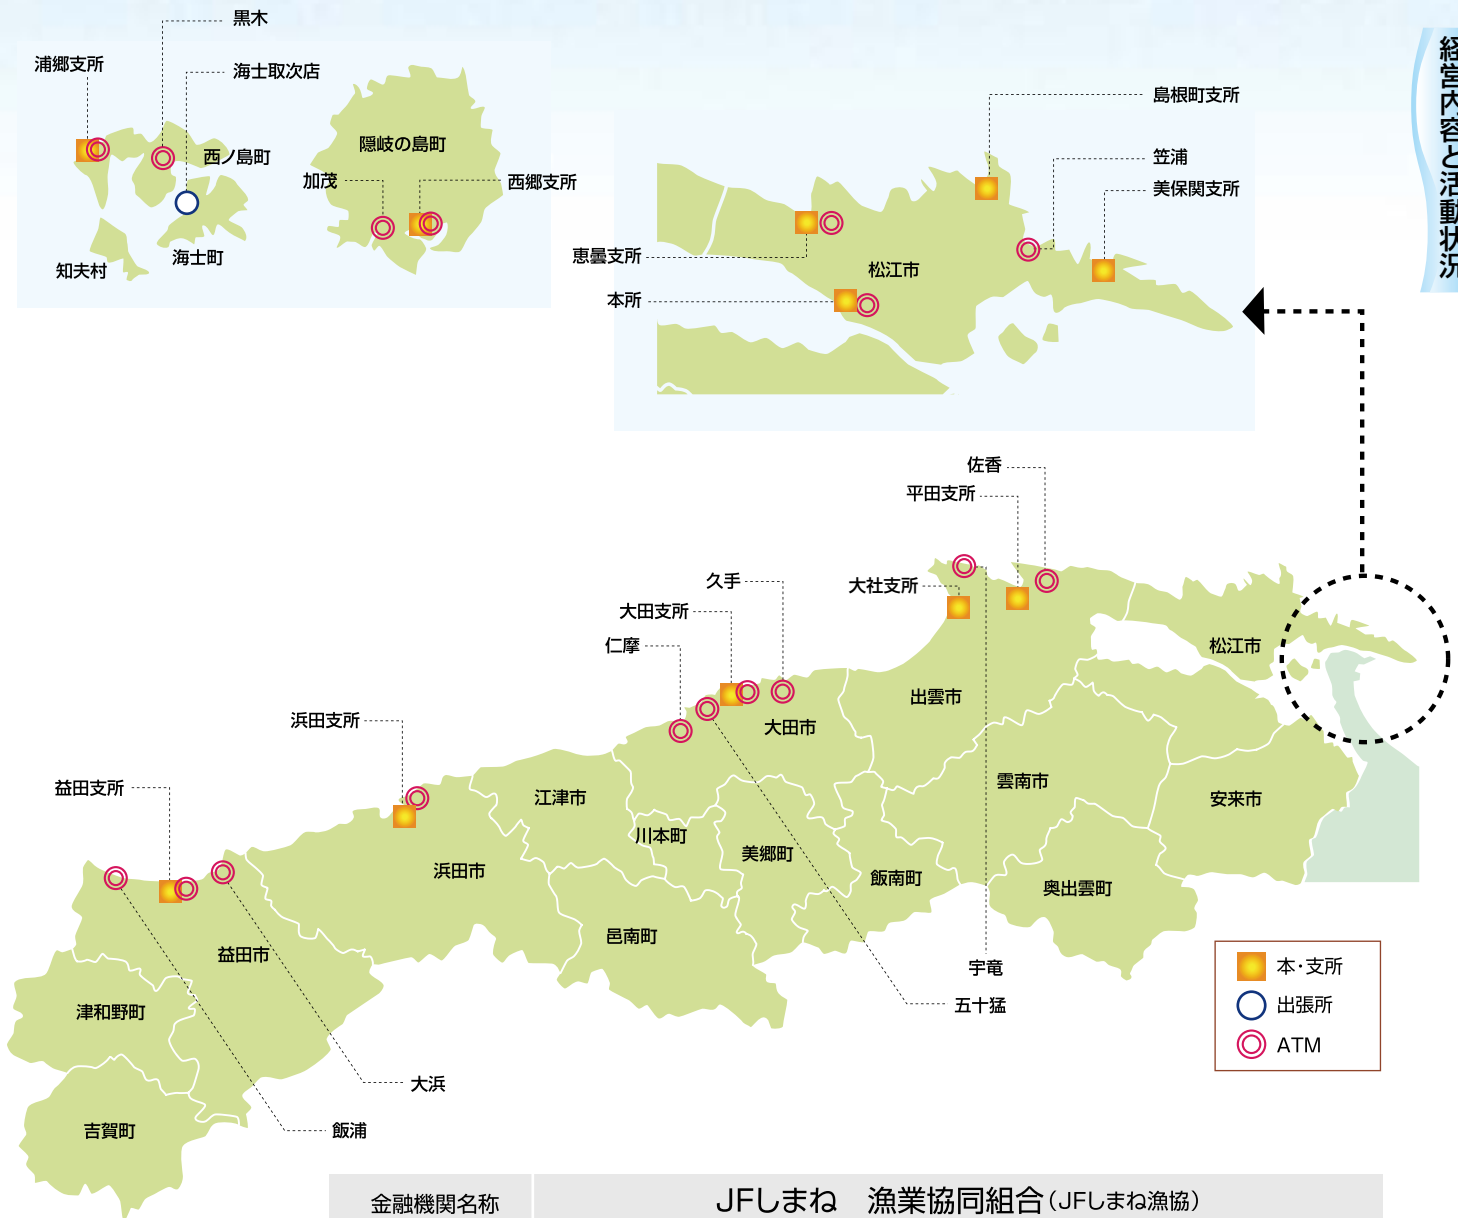 経営内容と活動状況
黒木
浦郷支所
海士取次店
西ノ島町
海士町
知夫村
隠岐の島町
加茂
西郷支所
島根町支所
笠浦
美保関支所
恵曇支所
松江市
本所
佐香
平田支所
大社支所
久手
大田支所
仁摩
浜田支所
益田支所
松江市
出雲市
大田市
雲南市
安来市
江津市
川本町
美郷町
飯南町
奥出雲町
浜田市
邑南町
益田市
津和野町
吉賀町
宇竜
五十猛
大浜
飯浦
本・支所
出張所
ATM
金融機関名称
JFしまね 漁業協同組合(JFしまね漁協)